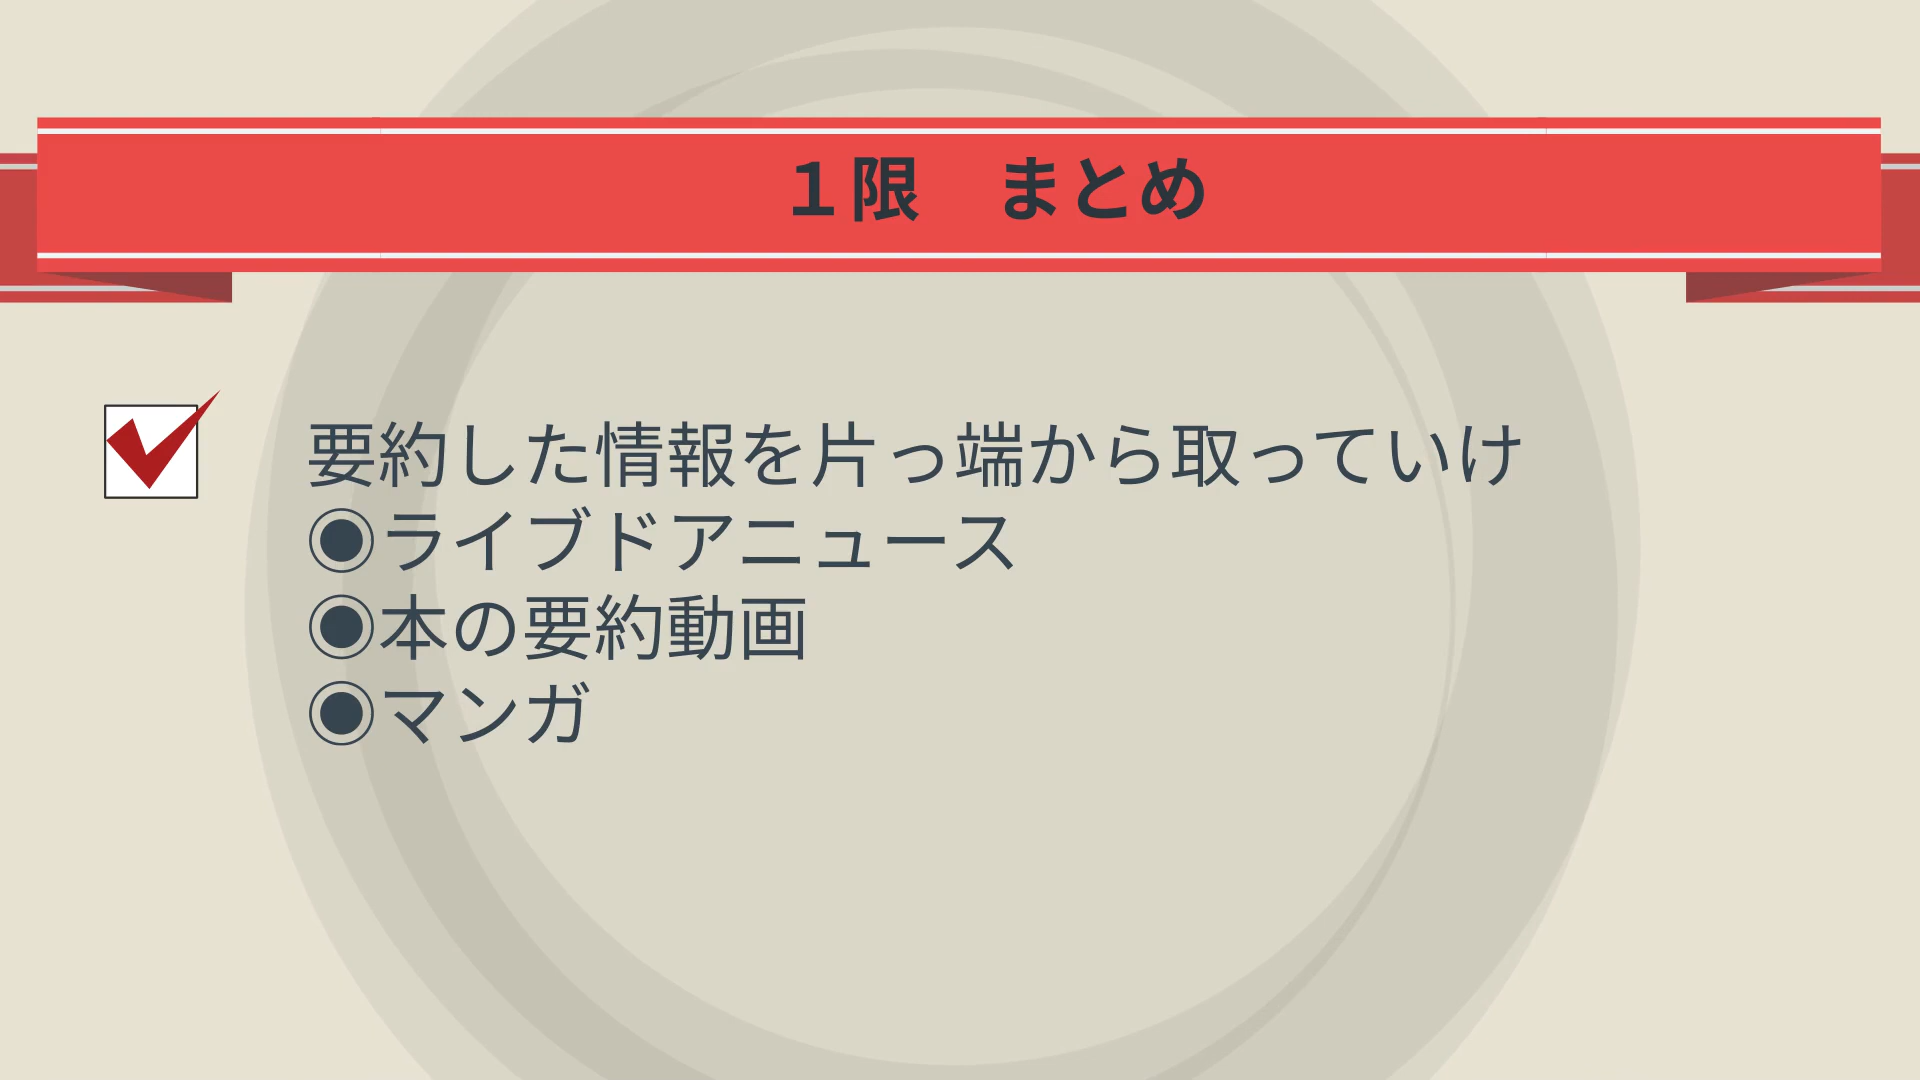 １限　まとめ
要約した情報を片っ端から取っていけ
◉ライブドアニュース
◉本の要約動画
◉マンガ